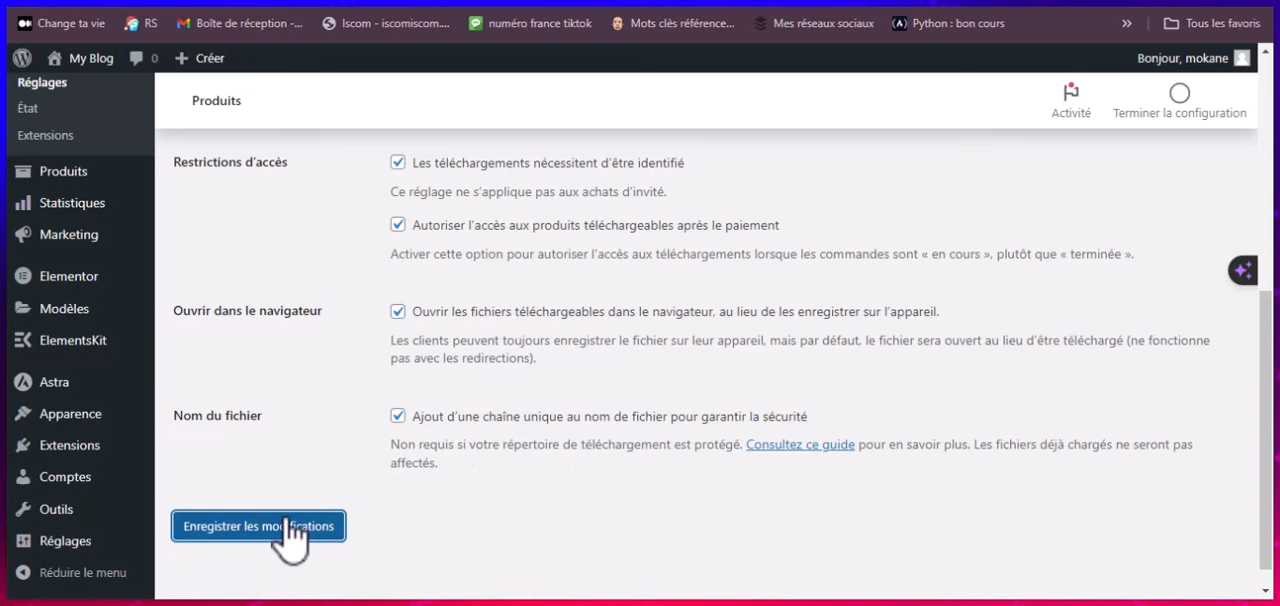 Change ta vie
RS
Boîte de réception -...
Iscom - iscomiscom....
numéro france tiktok
Mots clés référence...
Mes réseaux sociaux
Python : bon cours
»
Tous les favoris
My Blog
0
Créer
Bonjour, mokane
Réglages
État
Extensions
Produits
Statistiques
Marketing
Elementor
Modèles
ElementsKit
Astra
Apparence
Extensions
Comptes
Outils
Réglages
Réduire le menu
Produits
Activité
Terminer la configuration
Restrictions d'accès
Les téléchargements nécessitent d'être identifié
Ce réglage ne s'applique pas aux achats d'invité.
Autoriser l'accès aux produits téléchargeables après le paiement
Activer cette option pour autoriser l'accès aux téléchargements lorsque les commandes sont « en cours », plutôt que « terminée ».
Ouvrir dans le navigateur
Ouvrir les fichiers téléchargeables dans le navigateur, au lieu de les enregistrer sur l'appareil.
Les clients peuvent toujours enregistrer le fichier sur leur appareil, mais par défaut, le fichier sera ouvert au lieu d'être téléchargé (ne fonctionne
pas avec les redirections).
Nom du fichier
Ajout d'une chaîne unique au nom de fichier pour garantir la sécurité
Non requis si votre répertoire de téléchargement est protégé. Consultez ce guide pour en savoir plus. Les fichiers déjà chargés ne seront pas
affectés.
Enregistrer les modifications